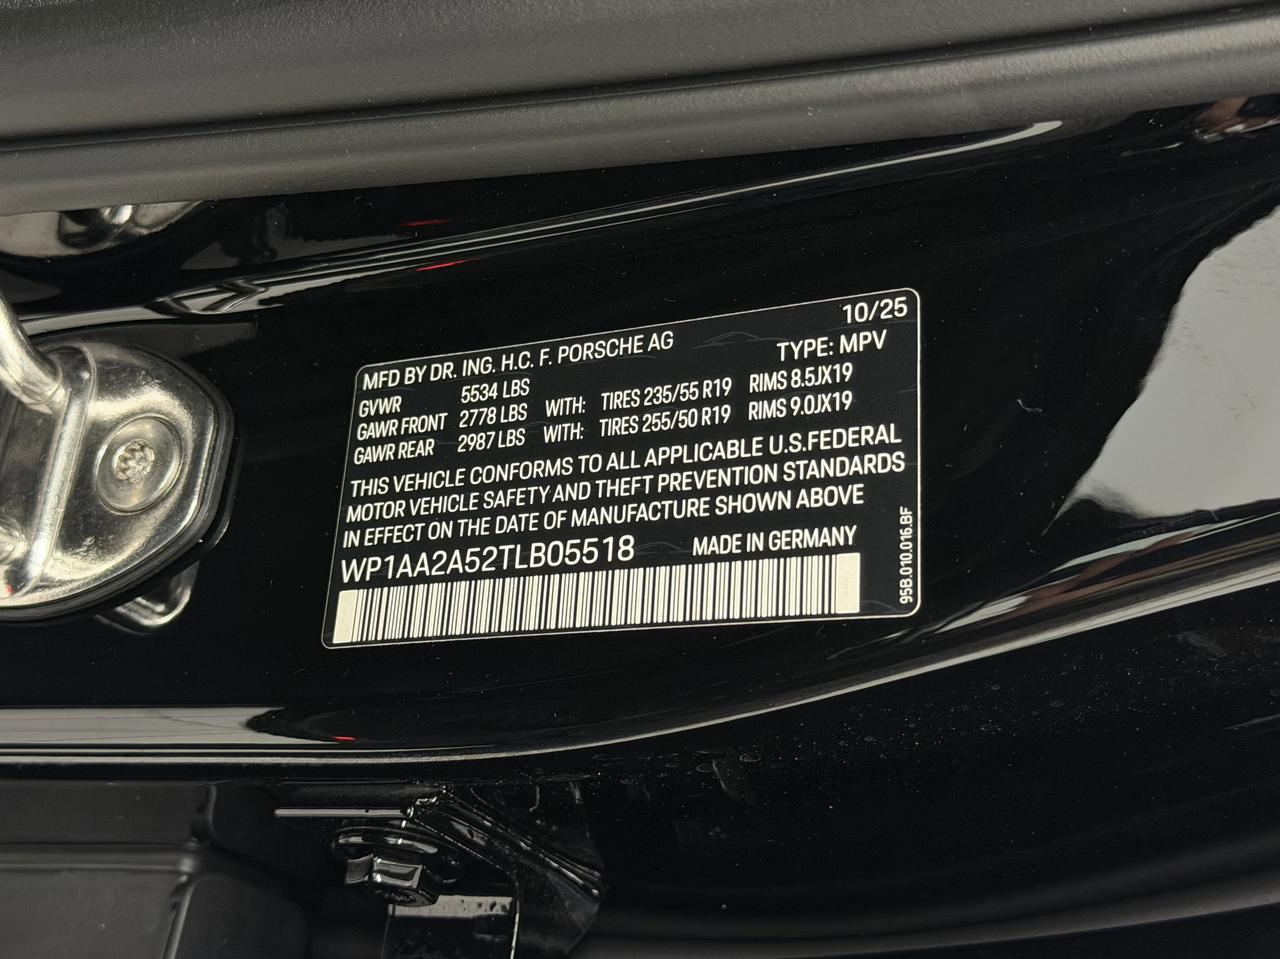 10/25
MFD BY DR. ING. H.C. F. PORSCHE AG TYPE: MPV
GVWR 5534 LBS
GAWR FRONT 2778 LBS WITH: TIRES 235/55 R19 RIMS 8.5JX19
GAWR REAR 2987 LBS WITH: TIRES 255/50 R19 RIMS 9.0JX19
THIS VEHICLE CONFORMS TO ALL APPLICABLE U.S.FEDERAL
MOTOR VEHICLE SAFETY AND THEFT PREVENTION STANDARDS
IN EFFECT ON THE DATE OF MANUFACTURE SHOWN ABOVE
WP1AA2A52TLB05518 MADE IN GERMANY
95B.010.016.BF